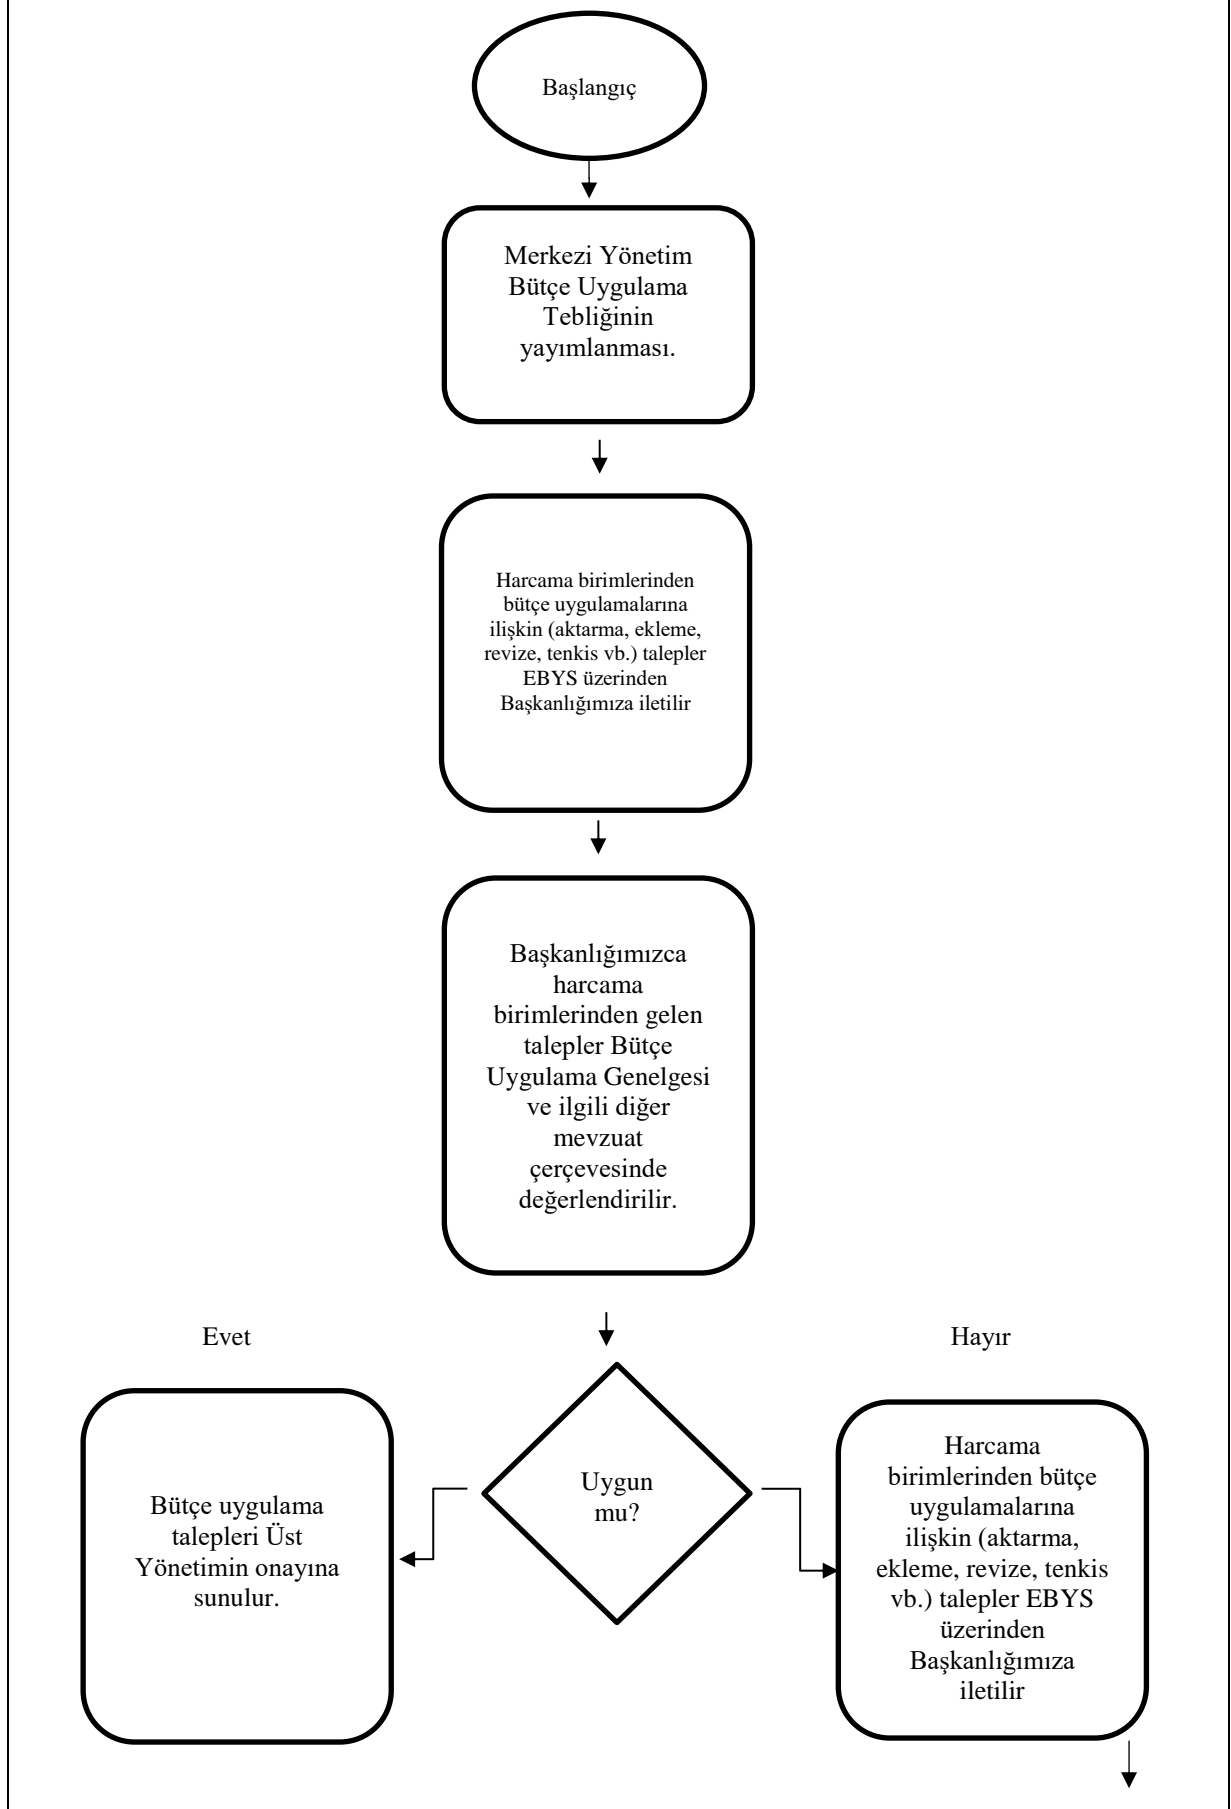 Başlangıç
Merkezi Yönetim
Bütçe Uygulama
Tebliğinin
yayımlanması.
Harcama birimlerinden
bütçe uygulamalarına
ilişkin (aktarma, ekleme,
revize, tenkis vb.) talepler
EBYS üzerinden
Başkanlığımıza iletilir
Başkanlığımızca
harcama
birimlerinden gelen
talepler Bütçe
Uygulama Genelgesi
ve ilgili diğer
mevzuat
çerçevesinde
değerlendirilir.
Evet
Hayır
Bütçe uygulama
talepleri Üst
Yönetimin onayına
sunulur.
Uygun
mu?
Harcama
birimlerinden bütçe
uygulamalarına
ilişkin (aktarma,
ekleme, revize, tenkis
vb.) talepler EBYS
üzerinden
Başkanlığımıza
iletilir